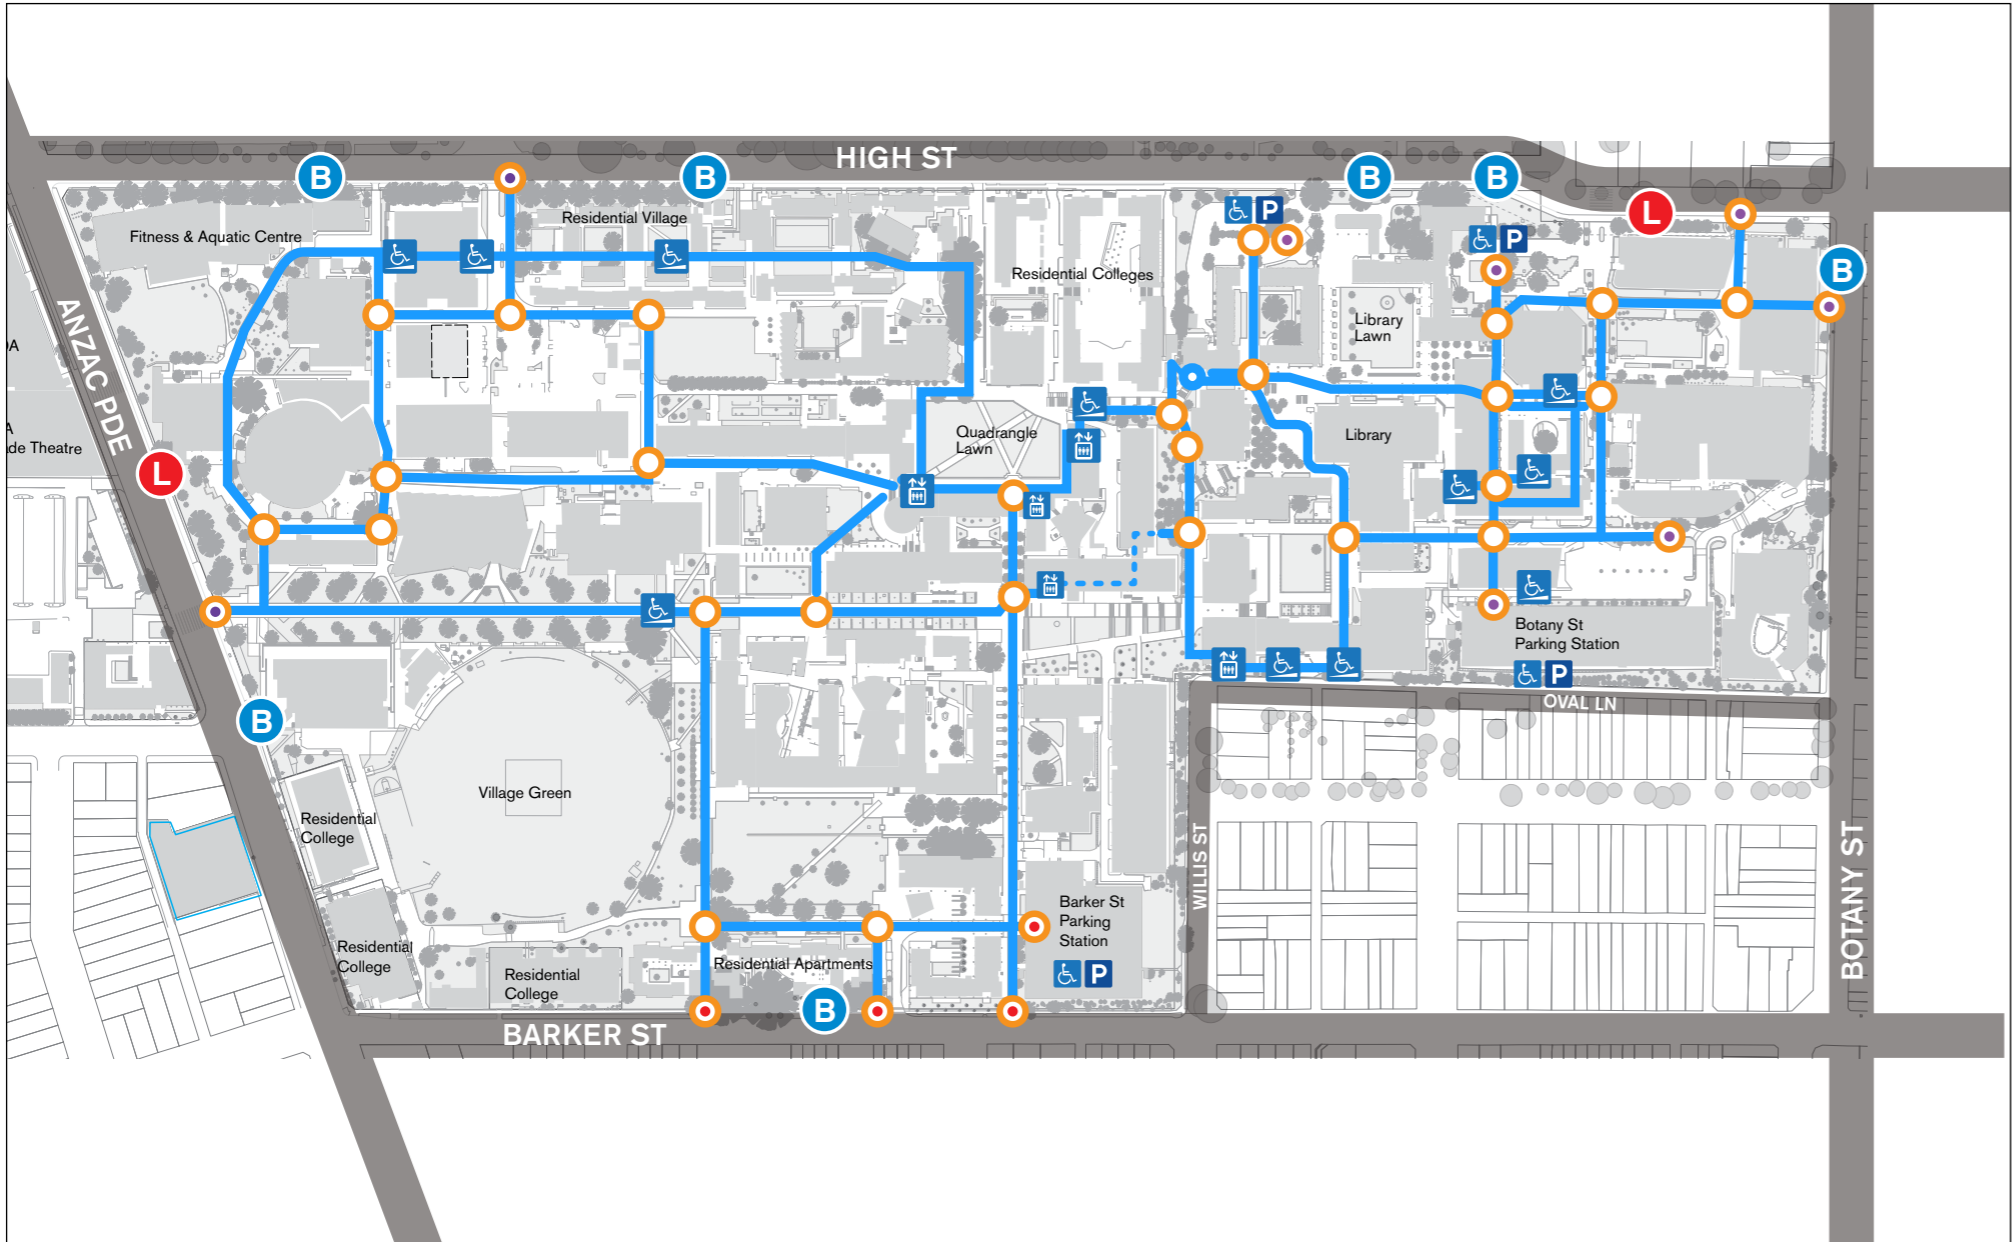 HIGH ST
B
B
B
B
L
B
P
P
Residential Village
Fitness & Aquatic Centre
Residential Colleges
Library
Lawn
ANZAC PDE
Quadrangle
Lawn
Library
de Theatre
L
B
Botany St
Parking Station
P
OVAL LN
Village Green
Residential
College
WILLIS ST
BOTANY ST
Barker St
Parking
Station
P
Residential
College
Residential Apartments
Residential
College
B
BARKER ST